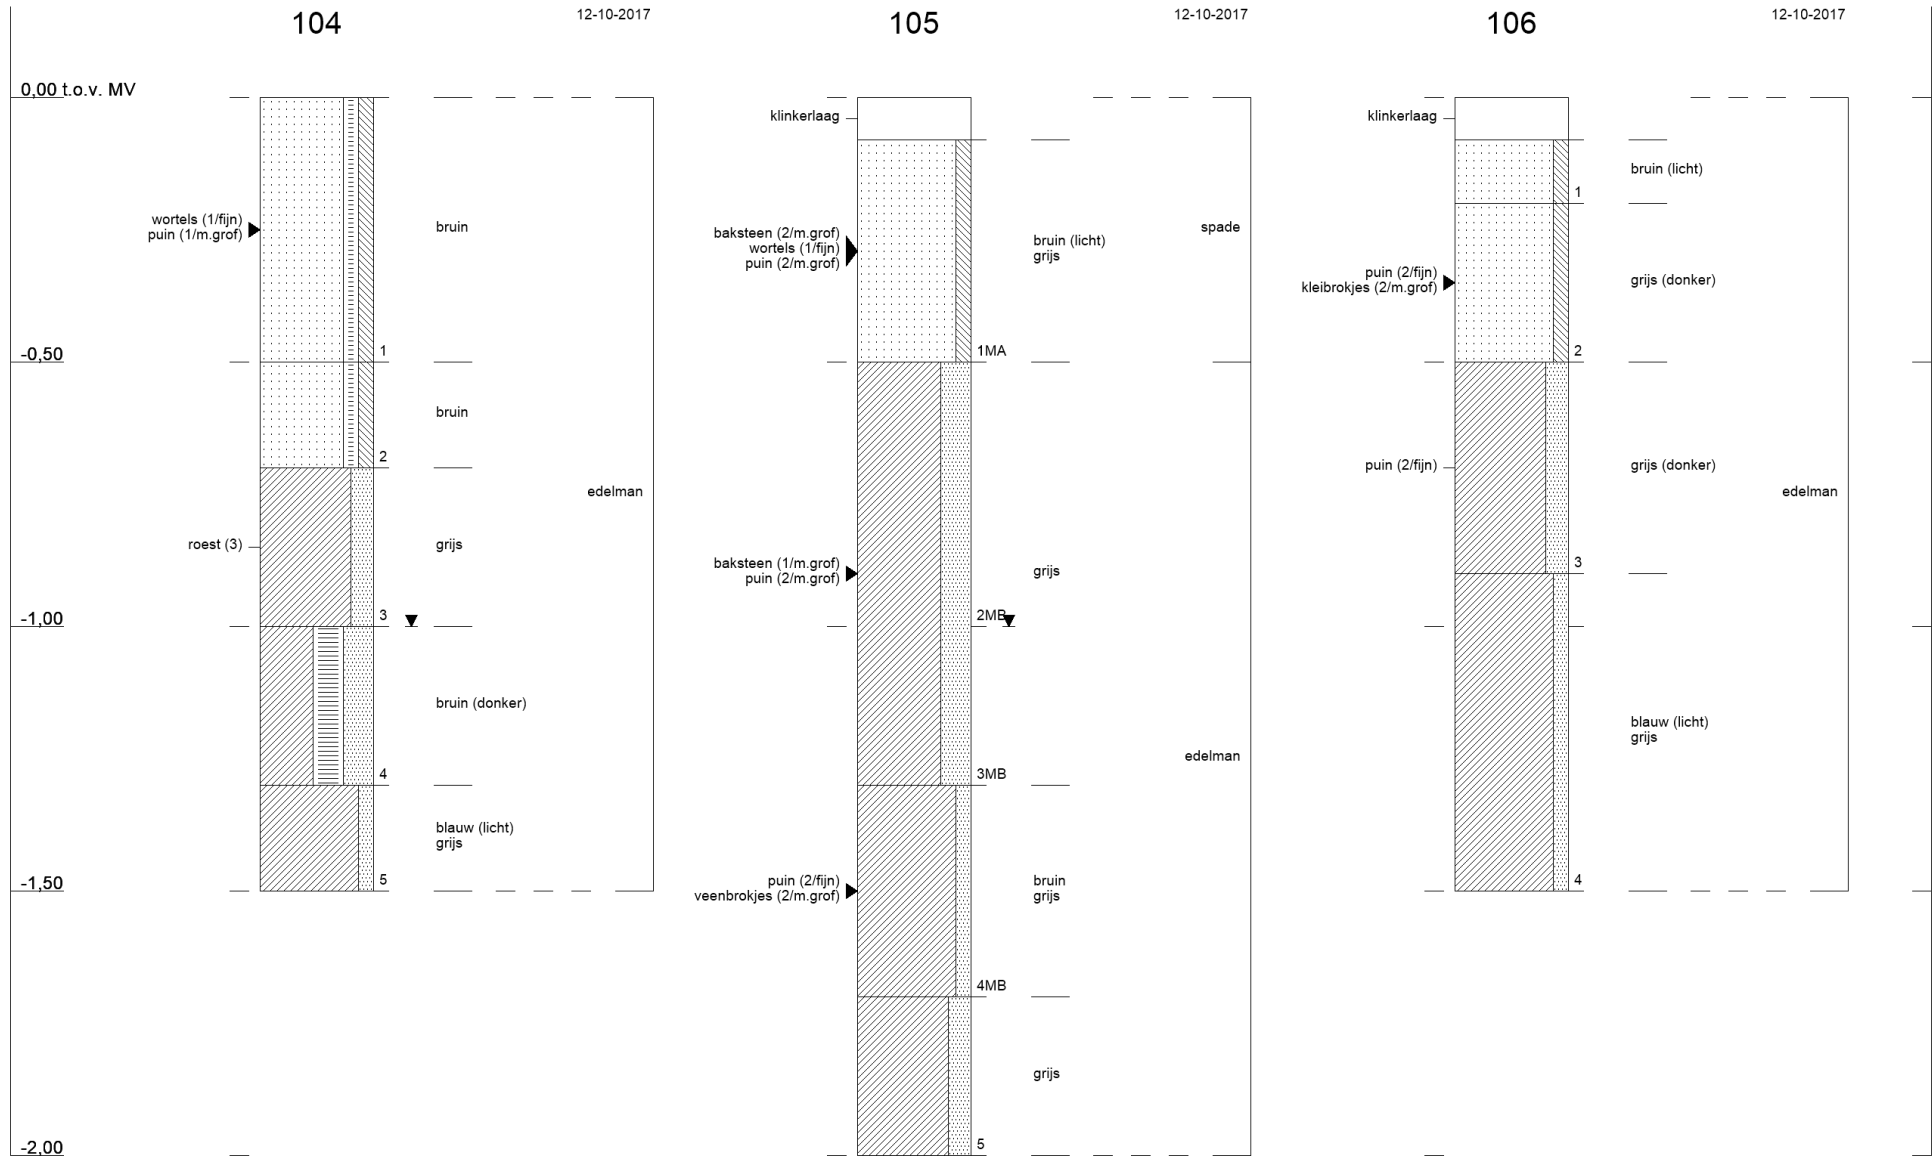 104
12-10-2017
105
12-10-2017
106
12-10-2017
0,00 t.o.v. MV
-0,50
-1,00
-1,50
-2,00
wortels (1/fijn)
puin (1/m.grof)
roest (3)
1
2
3
4
5
bruin
bruin
grijs
bruin (donker)
blauw (licht)
grijs
edelman
klinkerlaag
baksteen (2/m.grof)
wortels (1/fijn)
puin (2/m.grof)
baksteen (1/m.grof)
puin (2/m.grof)
puin (2/fijn)
veenbrokjes (2/m.grof)
1MA
2MB
3MB
4MB
5
bruin (licht)
grijs
grijs
bruin
grijs
grijs
spade
edelman
klinkerlaag
puin (2/fijn)
kleibrokjes (2/m.grof)
puin (2/fijn)
1
2
3
4
bruin (licht)
grijs (donker)
grijs (donker)
blauw (licht)
grijs
edelman